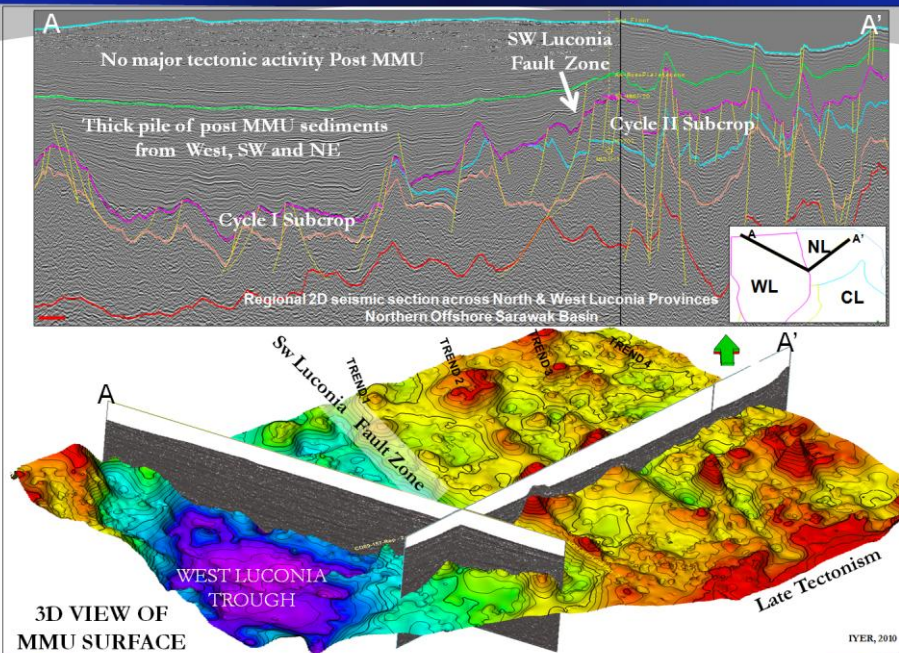 A
A'
No major tectonic activity Post MMU
SW Luconia
Fault Zone
Thick pile of post MMU sediments
from West, SW and NE
Cycle II Subcrop
Cycle I Subcrop
A
A'
NL
WL
CL
Regional 2D seismic section across North & West Luconia Provinces
Northern Offshore Sarawak Basin
A
A'
TREND 1
TREND 2
TREND 3
TREND 4
Sw Luconia
Fault Zone
WEST LUCONIA
TROUGH
Late Tectonism
3D VIEW OF
MMU SURFACE
IYER, 2010